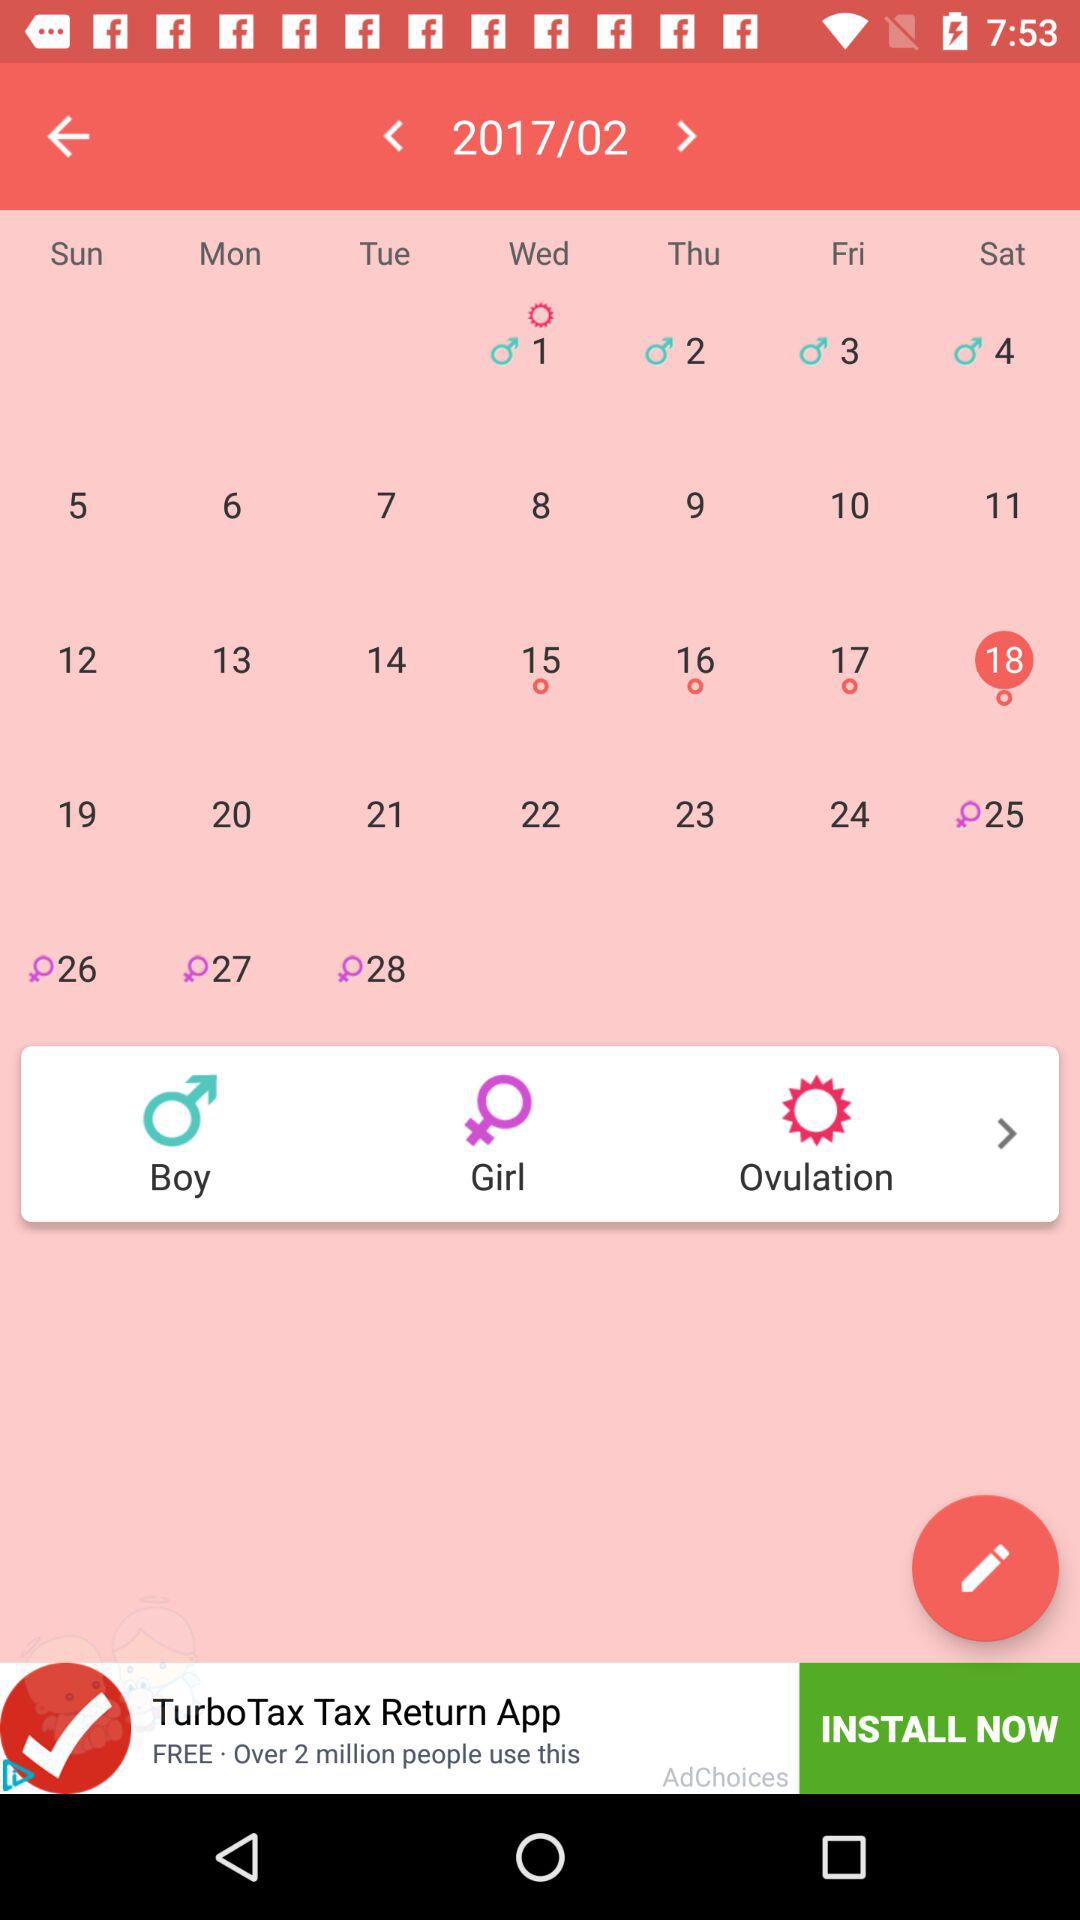 7:53
2017/02
Sun Mon Tue Wed Thu Fri Sat
1 2 3 4
5 6 7 8 9 10 11
12 13 14 15 16 17 18
19 20 21 22 23 24 25
26 27 28
Boy Girl Ovulation
TurboTax Tax Return App
FREE · Over 2 million people use this
AdChoices
INSTALL NOW